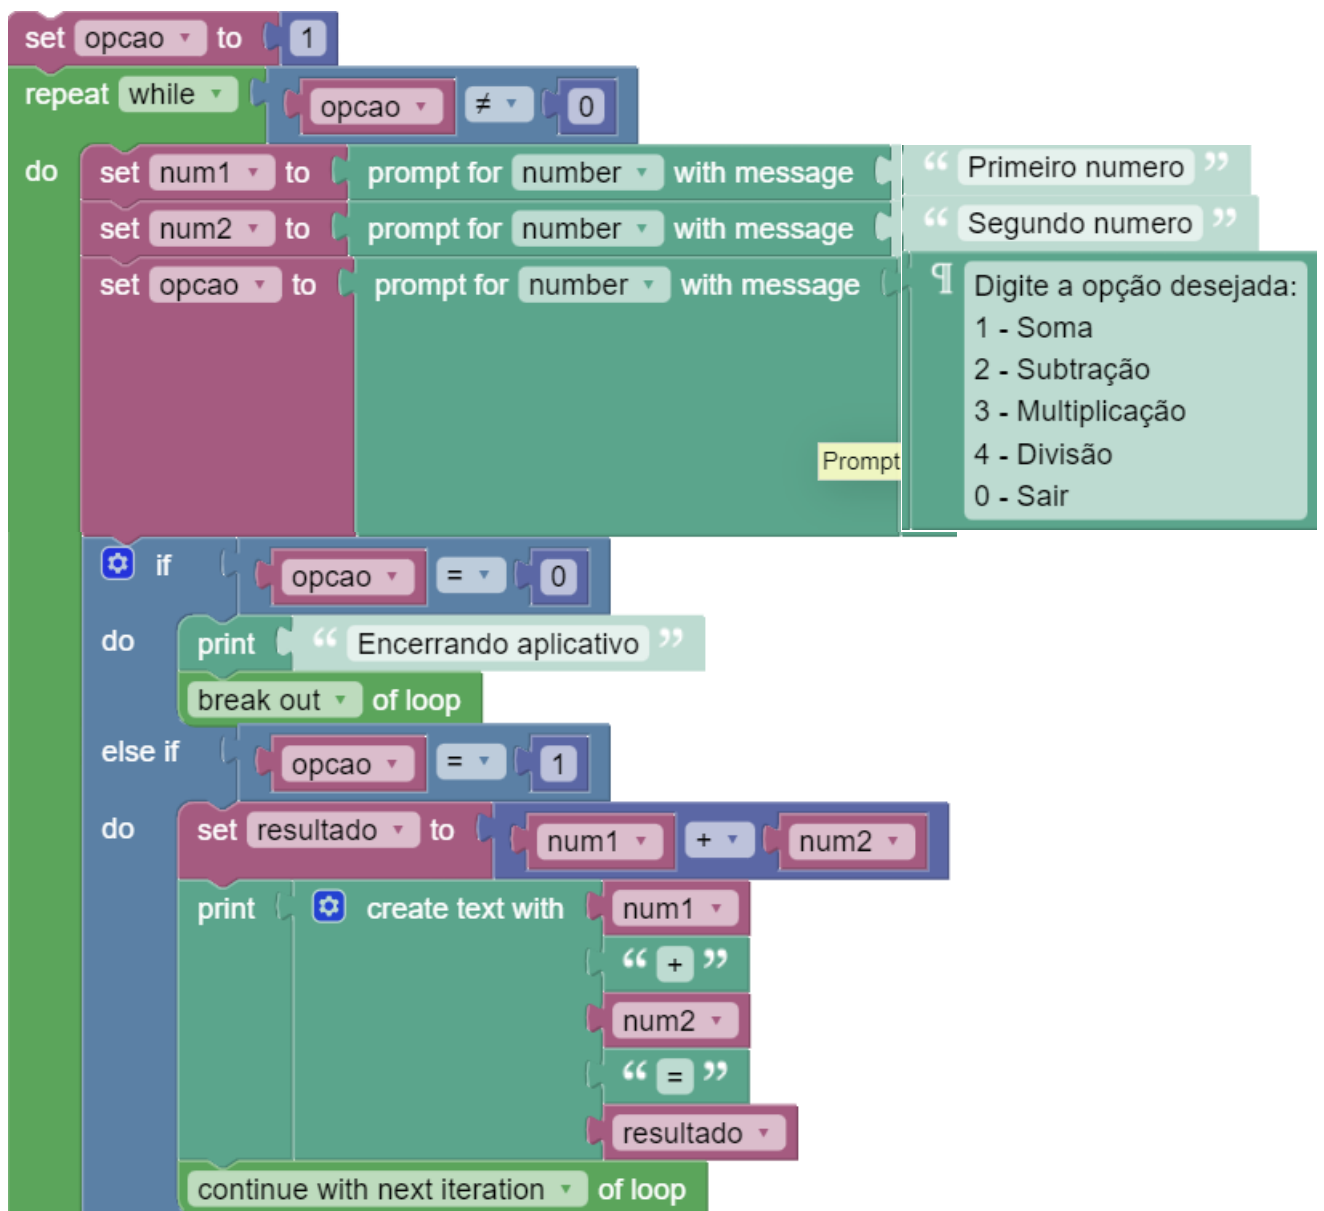 set opcao to 1
repeat while opcao ≠ 0
do set num1 to prompt for number with message “ Primeiro numero ”
set num2 to prompt for number with message “ Segundo numero ”
set opcao to prompt for number with message ¶ Digite a opção desejada:
1 - Soma
2 - Subtração
3 - Multiplicação
Prompt
4 - Divisão
0 - Sair
if opcao = 0
do print “ Encerrando aplicativo ”
break out of loop
else if opcao = 1
do set resultado to num1 + num2
print create text with num1
“ + ”
num2
“ = ”
resultado
continue with next iteration of loop